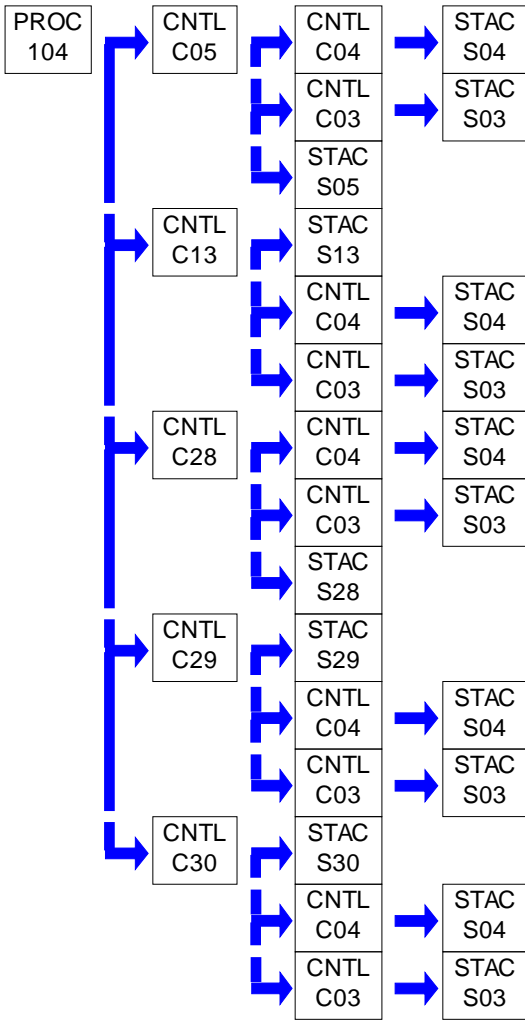 PROC
104
CNTL
C05
CNTL
C04
STAC
S04
CNTL
C03
STAC
S03
STAC
S05
CNTL
C13
STAC
S13
CNTL
C04
STAC
S04
CNTL
C03
STAC
S03
CNTL
C28
CNTL
C04
STAC
S04
CNTL
C03
STAC
S03
STAC
S28
CNTL
C29
STAC
S29
CNTL
C04
STAC
S04
CNTL
C03
STAC
S03
CNTL
C30
STAC
S30
CNTL
C04
STAC
S04
CNTL
C03
STAC
S03